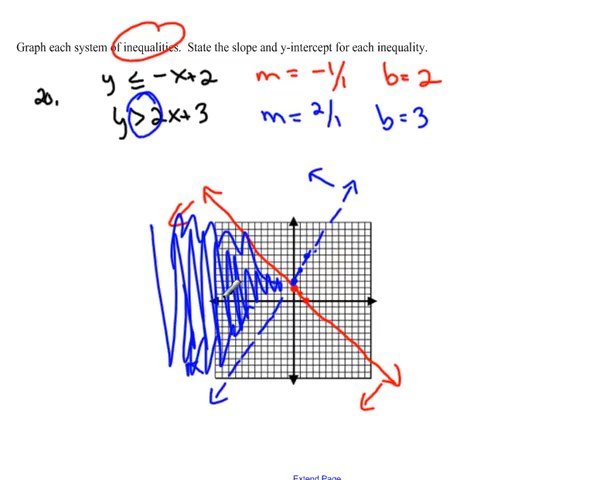 Graph each system of inequalities. State the slope and y-intercept for each inequality.
20. y ≤ -x+2 m = -1/1 b = 2
y > 2x+3 m = 2/1 b = 3
Extend Page